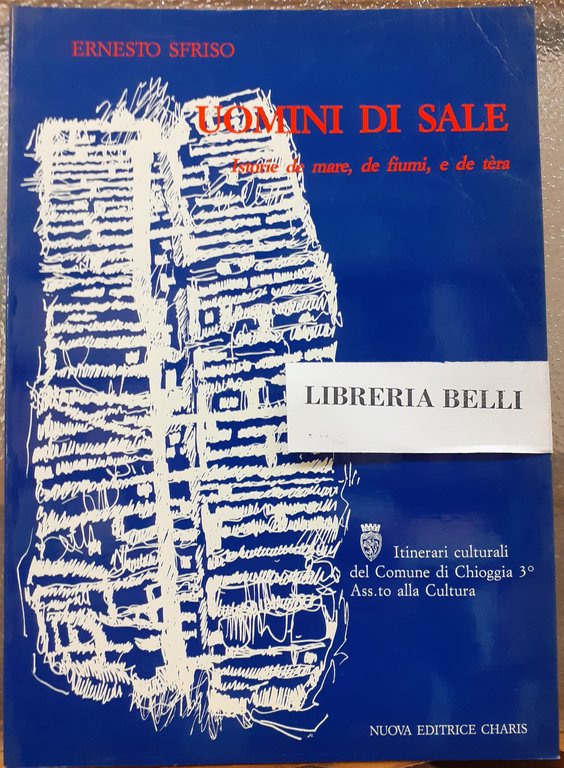 ERNESTO SFRISO
UOMINI DI SALE
Istorie de mare, de fiumi, e de tèra
LIBRERIA BELLI
Itinerari culturali
del Comune di Chioggia 3°
Ass.to alla Cultura
NUOVA EDITRICE CHARIS